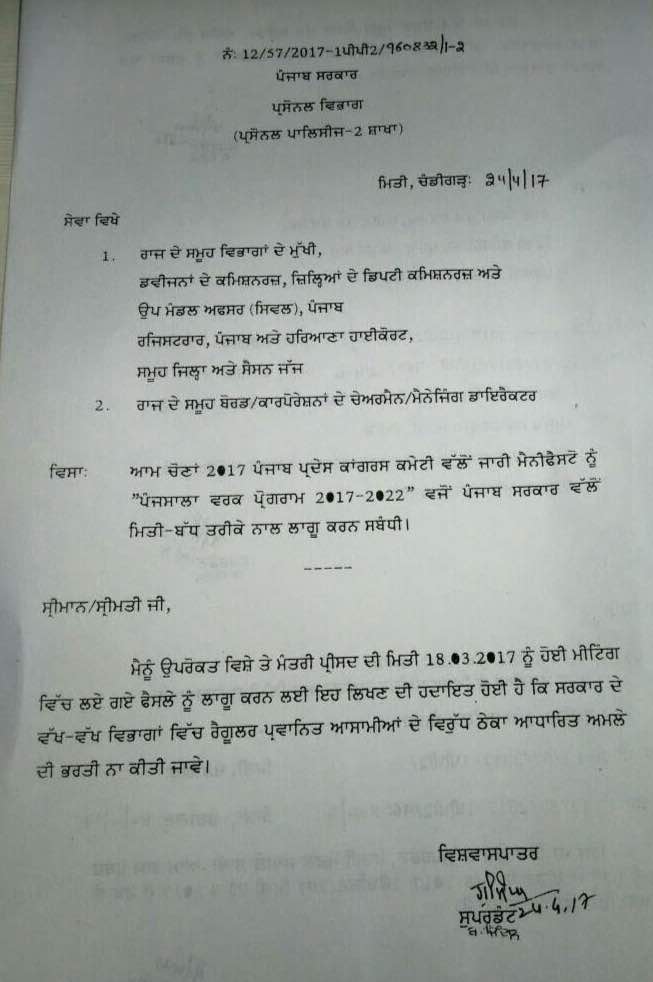 ਨੰ: 12/57/2017-1ਪੀਪੀ2/960832/1-2
ਪੰਜਾਬ ਸਰਕਾਰ
ਪ੍ਰਸੋਨਲ ਵਿਭਾਗ
(ਪ੍ਰਸੋਨਲ ਪਾਲਿਸੀਜ-2 ਸ਼ਾਖਾ)
ਮਿਤੀ, ਚੰਡੀਗੜ੍ਹ: 24/4/17
ਸੇਵਾ ਵਿਖੇ
1. ਰਾਜ ਦੇ ਸਮੂਹ ਵਿਭਾਗਾਂ ਦੇ ਮੁੱਖੀ,
ਡਵੀਜਨਾਂ ਦੇ ਕਮਿਸ਼ਨਰਜ਼, ਜ਼ਿਲ੍ਹਿਆਂ ਦੇ ਡਿਪਟੀ ਕਮਿਸ਼ਨਰਜ਼ ਅਤੇ
ਉਪ ਮੰਡਲ ਅਫਸਰ (ਸਿਵਲ), ਪੰਜਾਬ
ਰਜਿਸਟਰਾਰ, ਪੰਜਾਬ ਅਤੇ ਹਰਿਆਣਾ ਹਾਈਕੋਰਟ,
ਸਮੂਹ ਜਿਲ੍ਹਾ ਅਤੇ ਸੈਸਨ ਜੱਜ
2. ਰਾਜ ਦੇ ਸਮੂਹ ਬੋਰਡ/ਕਾਰਪੋਰੇਸ਼ਨਾਂ ਦੇ ਚੇਅਰਮੈਨ/ਮੈਨੇਜਿੰਗ ਡਾਇਰੈਕਟਰ
ਵਿਸਾ: ਆਮ ਚੋਣਾਂ 2017 ਪੰਜਾਬ ਪ੍ਰਦੇਸ ਕਾਂਗਰਸ ਕਮੇਟੀ ਵੱਲੋਂ ਜਾਰੀ ਮੈਨੀਫੈਸਟੋ ਨੂੰ
"ਪੰਜਸਾਲਾ ਵਰਕ ਪ੍ਰੋਗਰਾਮ 2017-2022" ਵਜੋਂ ਪੰਜਾਬ ਸਰਕਾਰ ਵੱਲੋਂ
ਮਿਤੀ-ਬੱਧ ਤਰੀਕੇ ਨਾਲ ਲਾਗੂ ਕਰਨ ਸਬੰਧੀ।
-----
ਸ੍ਰੀਮਾਨ/ਸ੍ਰੀਮਤੀ ਜੀ,
ਮੈਨੂੰ ਉਪਰੋਕਤ ਵਿਸ਼ੇ ਤੇ ਮੰਤਰੀ ਪ੍ਰੀਸਦ ਦੀ ਮਿਤੀ 18.03.2017 ਨੂੰ ਹੋਈ ਮੀਟਿੰਗ
ਵਿੱਚ ਲਏ ਗਏ ਫੈਸਲੇ ਨੂੰ ਲਾਗੂ ਕਰਨ ਲਈ ਇਹ ਲਿਖਣ ਦੀ ਹਦਾਇਤ ਹੋਈ ਹੈ ਕਿ ਸਰਕਾਰ ਦੇ
ਵੱਖ-ਵੱਖ ਵਿਭਾਗਾਂ ਵਿੱਚ ਰੈਗੂਲਰ ਪ੍ਰਵਾਨਿਤ ਆਸਾਮੀਆਂ ਦੇ ਵਿਰੁੱਧ ਠੇਕਾ ਆਧਾਰਿਤ ਅਮਲੇ
ਦੀ ਭਰਤੀ ਨਾ ਕੀਤੀ ਜਾਵੇ।
ਵਿਸ਼ਵਾਸਪਾਤਰ
ਸੁਪਰਡੰਟ 24.4.17